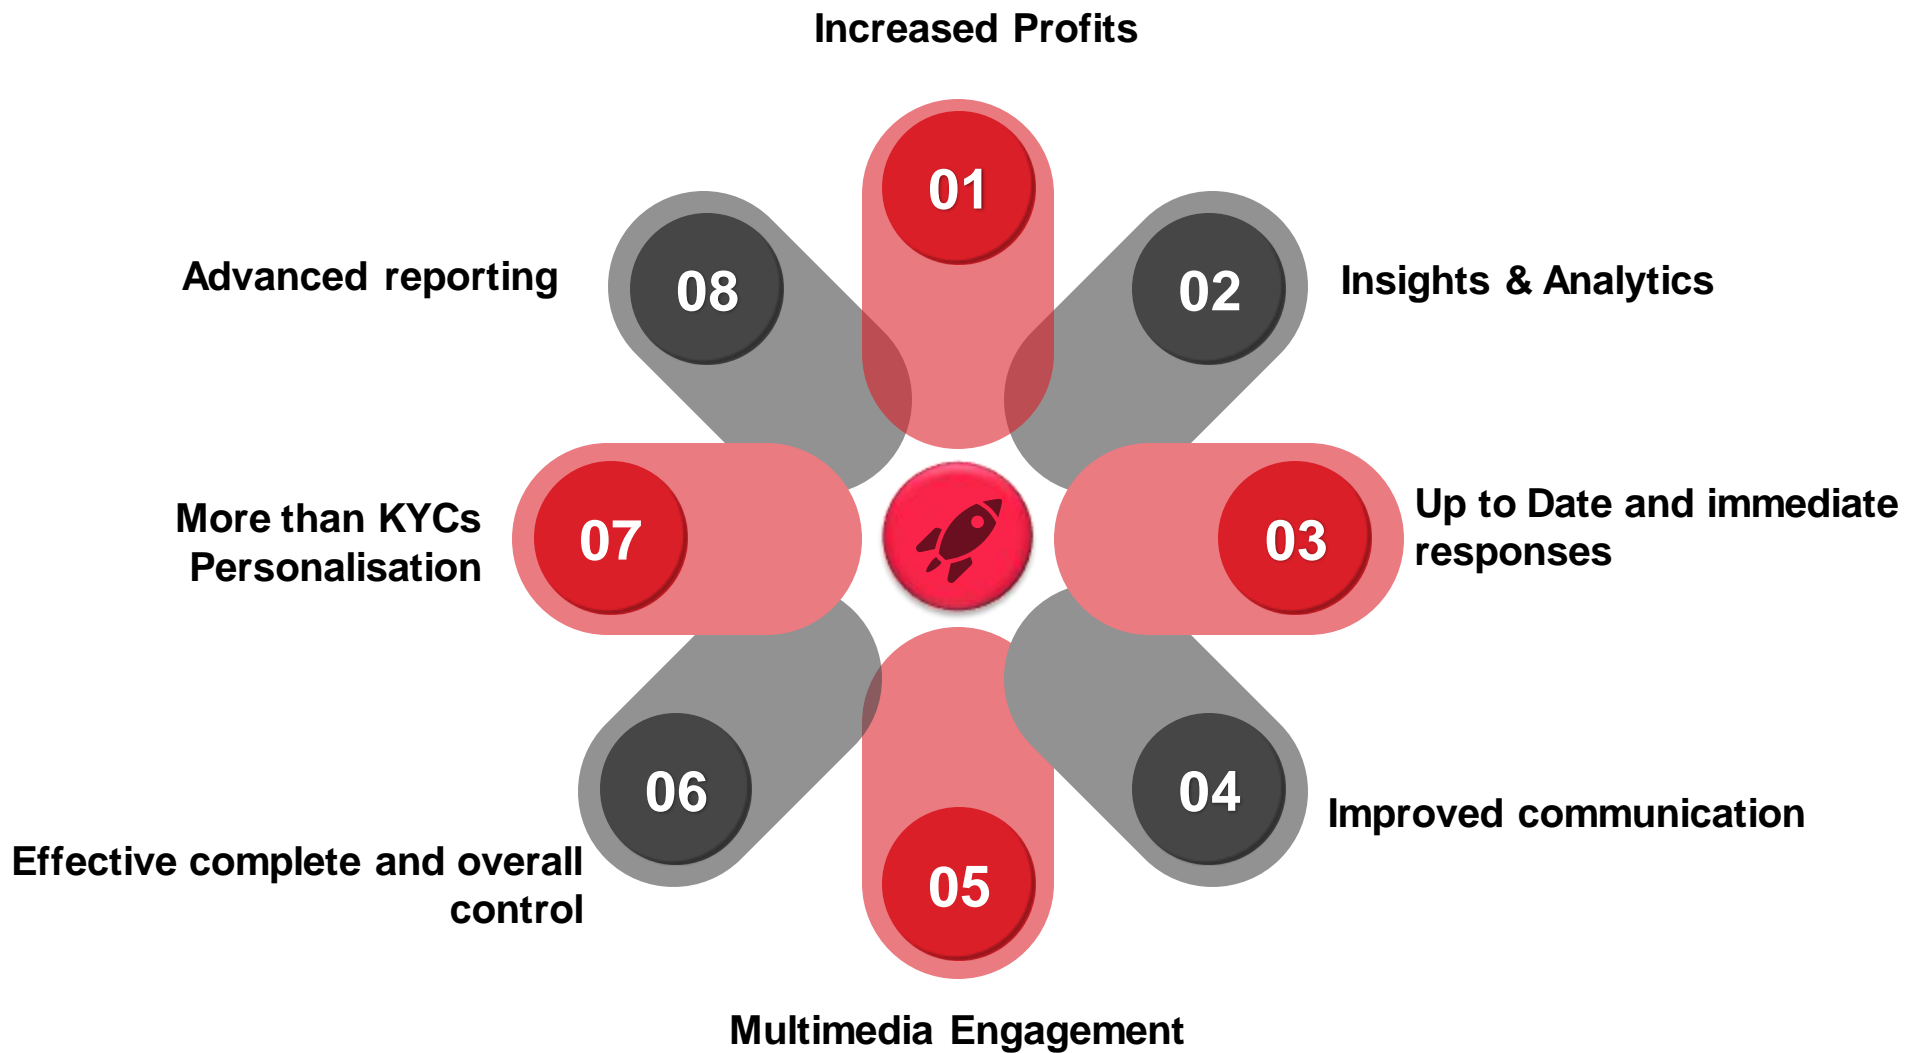 Increased Profits
01
02
Insights & Analytics
03
Up to Date and immediate
responses
04
Improved communication
05
Multimedia Engagement
06
Effective complete and overall
control
07
More than KYCs
Personalisation
08
Advanced reporting